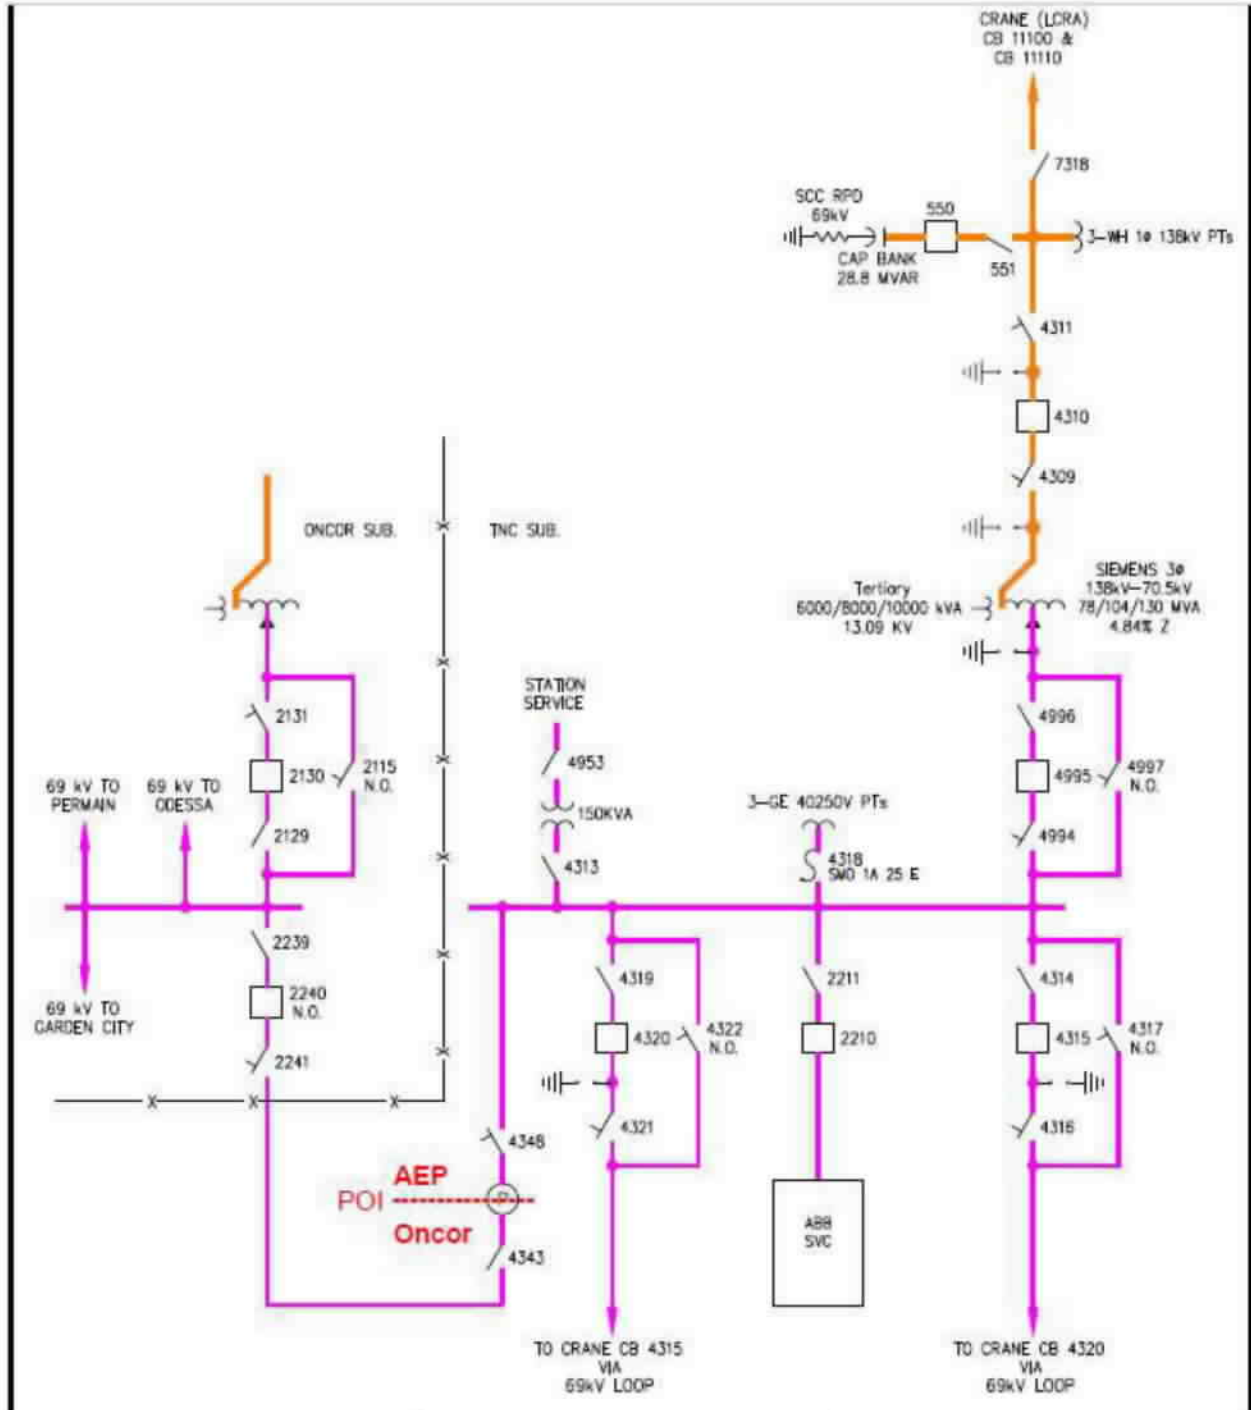 CRANE (LCRA)
CB 11100 &
CB 11110
7318
SCC RPD
69kV
550
3-WH 1ø 138kV PTs
CAP BANK
28.8 MVAR
551
4311
4310
4309
ONCOR SUB.
TNC SUB.
Tertiary
6000/8000/10000 kVA
13.09 KV
SIEMENS 3ø
138kV-70.5kV
78/104/130 MVA
4.84% Z
STATION
SERVICE
2131
4996
4953
2130
2115
N.O.
4995
4997
N.O.
69 kV TO
PERMAIN
69 kV TO
ODESSA
150KVA
3-GE 40250V PTs
2129
4994
4313
4318
SMD 1A 25 E
2239
4319
2211
4314
2240
N.O.
69 kV TO
GARDEN CITY
4320
4322
N.O.
2210
4315
4317
N.O.
2241
4321
4316
4348
AEP
POI
P
Oncor
4343
ABB
SVC
TO CRANE CB 4315
VIA
69kV LOOP
TO CRANE CB 4320
VIA
69kV LOOP
X
X
X
X
X
X
X
X
X